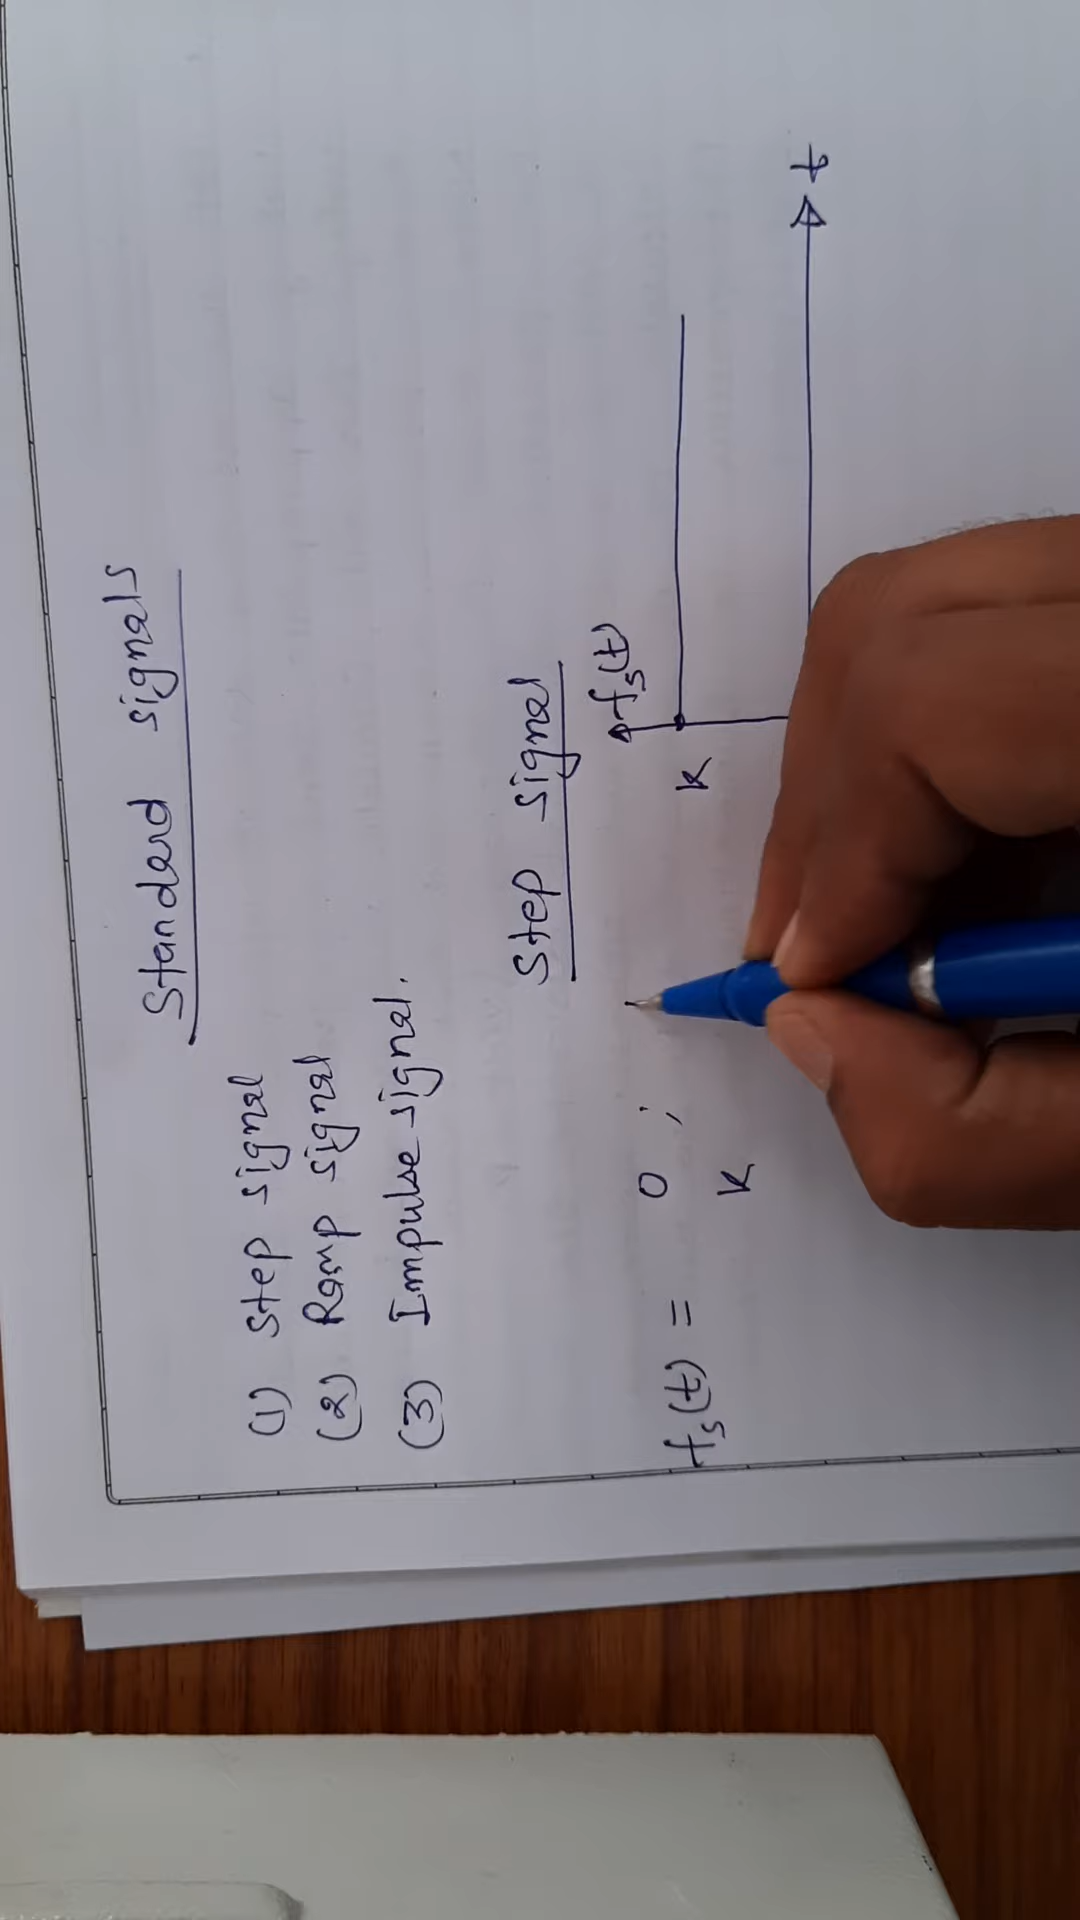 Standard signals
(1) Step signal
(2) Ramp signal
(3) Impulse signal.
Step signal
fs(t)
K
t
fs(t) = 0 ;
K